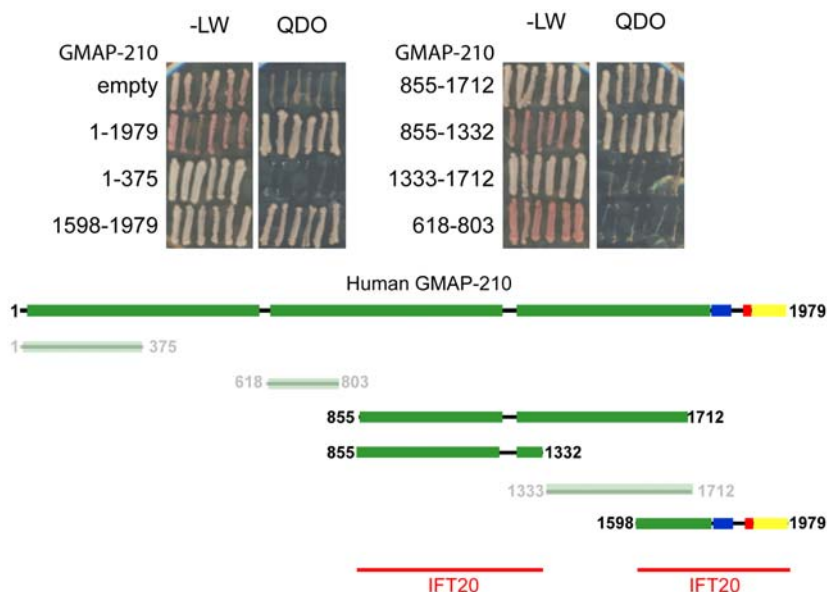 -LW QDO
GMAP-210
empty
1-1979
1-375
1598-1979
-LW QDO
GMAP-210
855-1712
855-1332
1333-1712
618-803
Human GMAP-210
1 1979
1 375
618 803
855 1712
855 1332
1333 1712
1598 1979
IFT20 IFT20